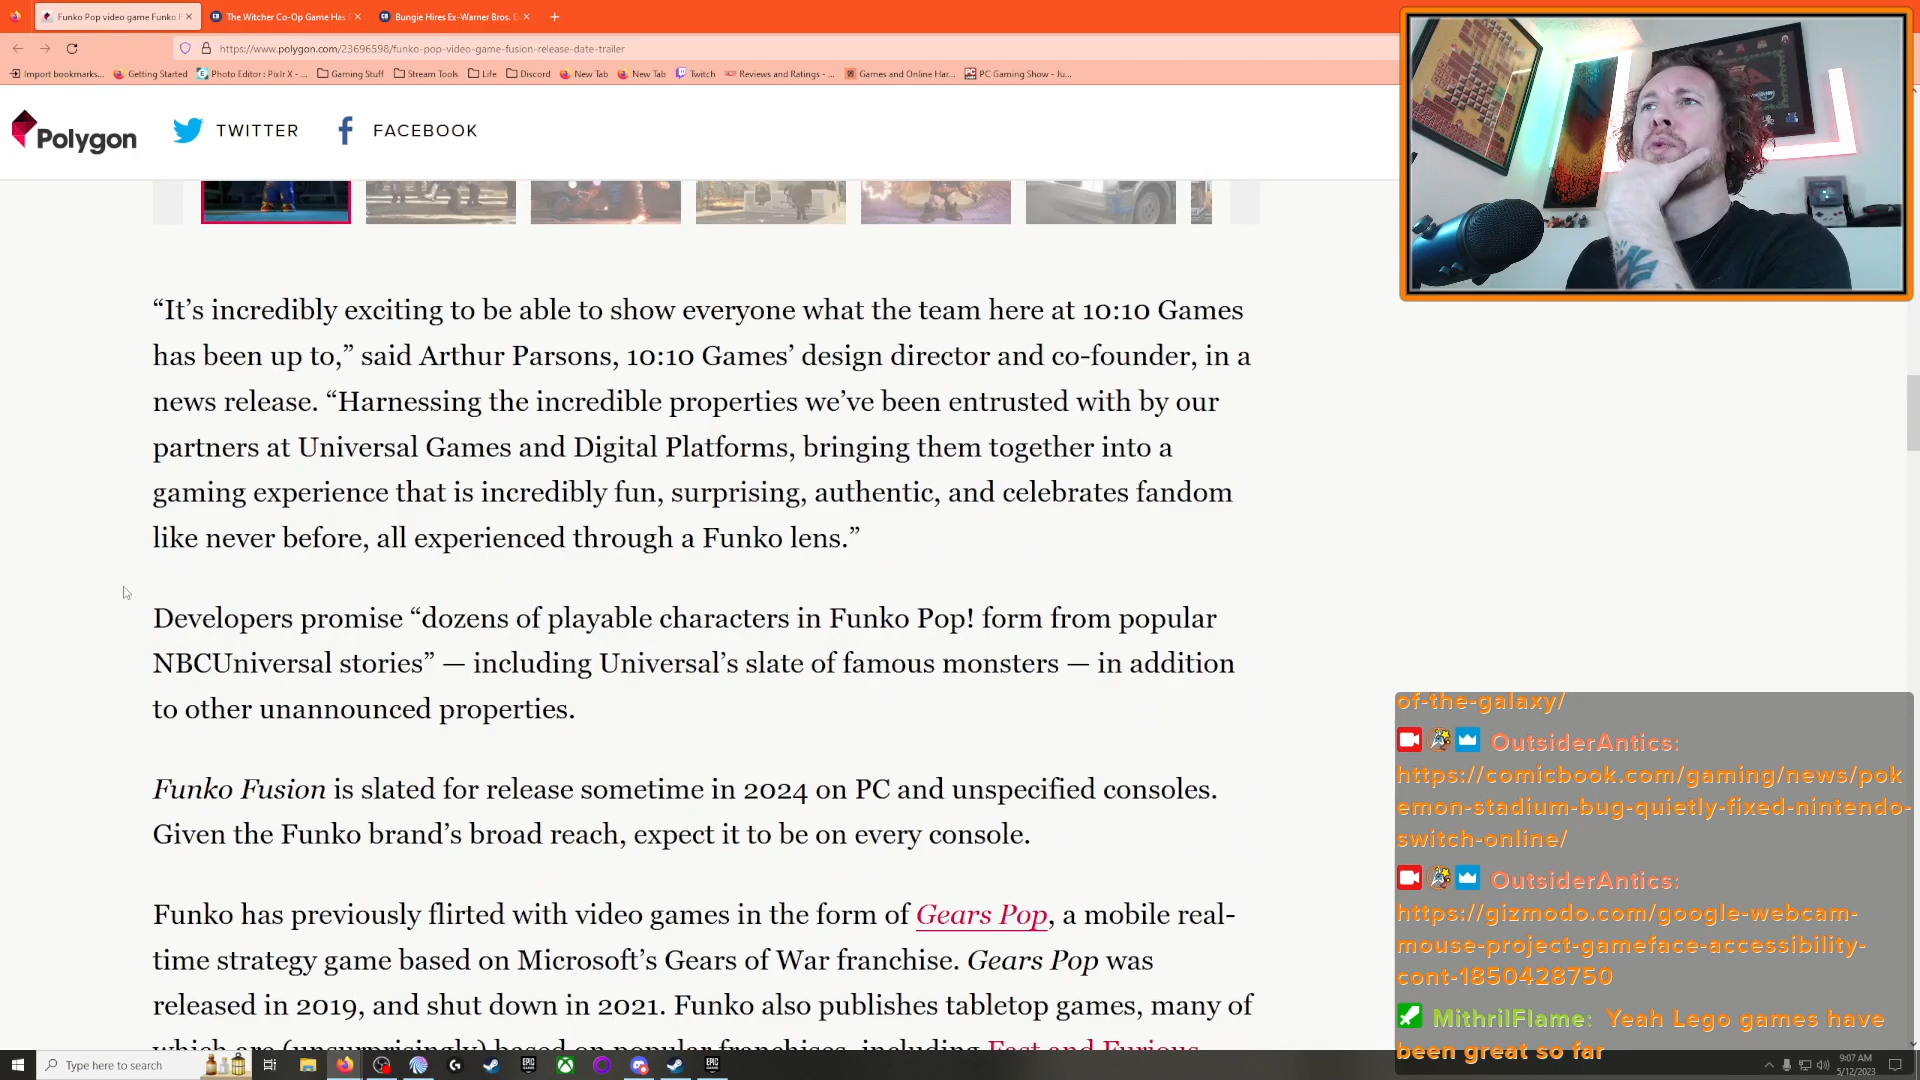 Funko Pop video game Funko F
The Witcher Co-Op Game Has
Bungie Hires Ex-Warner Bros. E
https://www.polygon.com/23696598/funko-pop-video-game-fusion-release-date-trailer
Import bookmarks...
Getting Started
Photo Editor : Pixlr X - ...
Gaming Stuff
Stream Tools
Life
Discord
New Tab
New Tab
Twitch
Reviews and Ratings - ...
Games and Online Har...
PC Gaming Show - Ju...
Polygon
TWITTER
FACEBOOK
“It’s incredibly exciting to be able to show everyone what the team here at 10:10 Games
has been up to,” said Arthur Parsons, 10:10 Games’ design director and co-founder, in a
news release. “Harnessing the incredible properties we’ve been entrusted with by our
partners at Universal Games and Digital Platforms, bringing them together into a
gaming experience that is incredibly fun, surprising, authentic, and celebrates fandom
like never before, all experienced through a Funko lens.”
Developers promise “dozens of playable characters in Funko Pop! form from popular
NBCUniversal stories” — including Universal’s slate of famous monsters — in addition
to other unannounced properties.
Funko Fusion is slated for release sometime in 2024 on PC and unspecified consoles.
Given the Funko brand’s broad reach, expect it to be on every console.
Funko has previously flirted with video games in the form of Gears Pop, a mobile real-
time strategy game based on Microsoft’s Gears of War franchise. Gears Pop was
released in 2019, and shut down in 2021. Funko also publishes tabletop games, many of
which are (unsurprisingly) based on popular franchises, including Fast and Furious
of-the-galaxy/
OutsiderAntics:
https://comicbook.com/gaming/news/pok
emon-stadium-bug-quietly-fixed-nintendo-
switch-online/
OutsiderAntics:
https://gizmodo.com/google-webcam-
mouse-project-gameface-accessibility-
cont-1850428750
MithrilFlame: Yeah Lego games have
been great so far
Type here to search
9:07 AM
5/12/2023